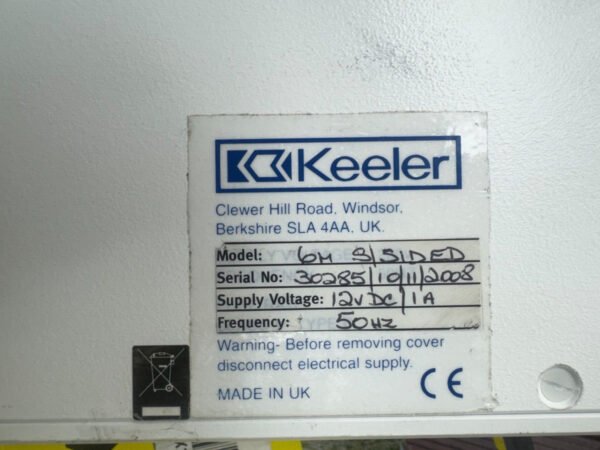 Keeler
Clewer Hill Road, Windsor,
Berkshire SLA 4AA, UK.
Model: 6M S/SIDED
Serial No: 30285/10/11/2008
Supply Voltage: 12v DC/1A
Frequency: 50Hz
Warning- Before removing cover
disconnect electrical supply.
MADE IN UK
CE